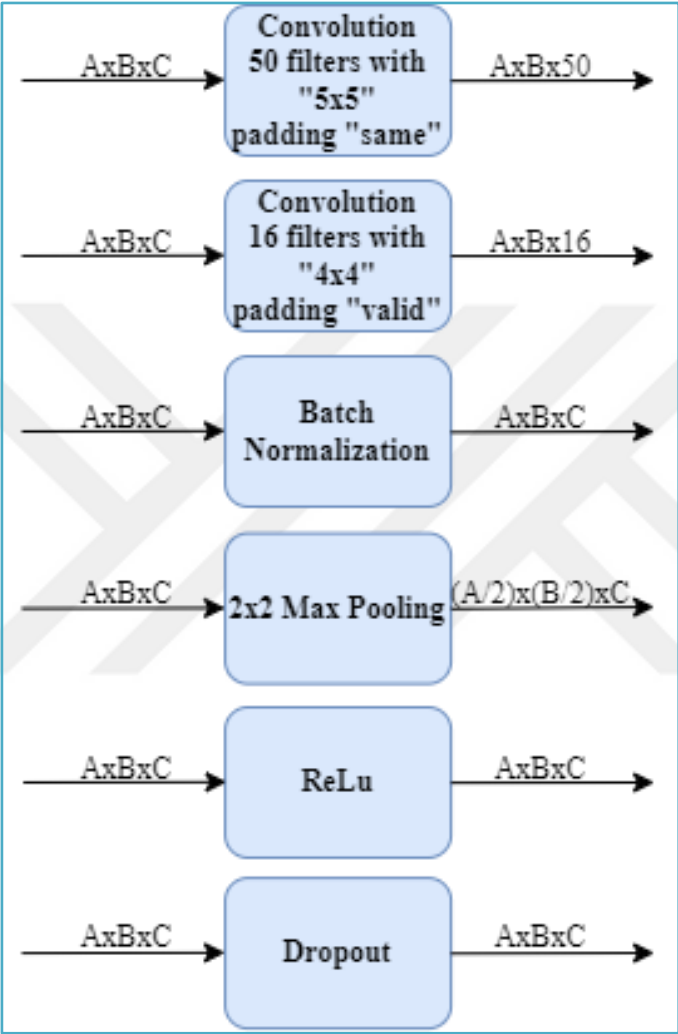 Convolution
50 filters with
"5x5"
padding "same"
AxBxC
AxBx50
Convolution
16 filters with
"4x4"
padding "valid"
AxBxC
AxBx16
Batch
Normalization
AxBxC
AxBxC
AxBxC
2x2 Max Pooling
(A/2)x(B/2)xC
AxBxC
ReLu
AxBxC
AxBxC
Dropout
AxBxC